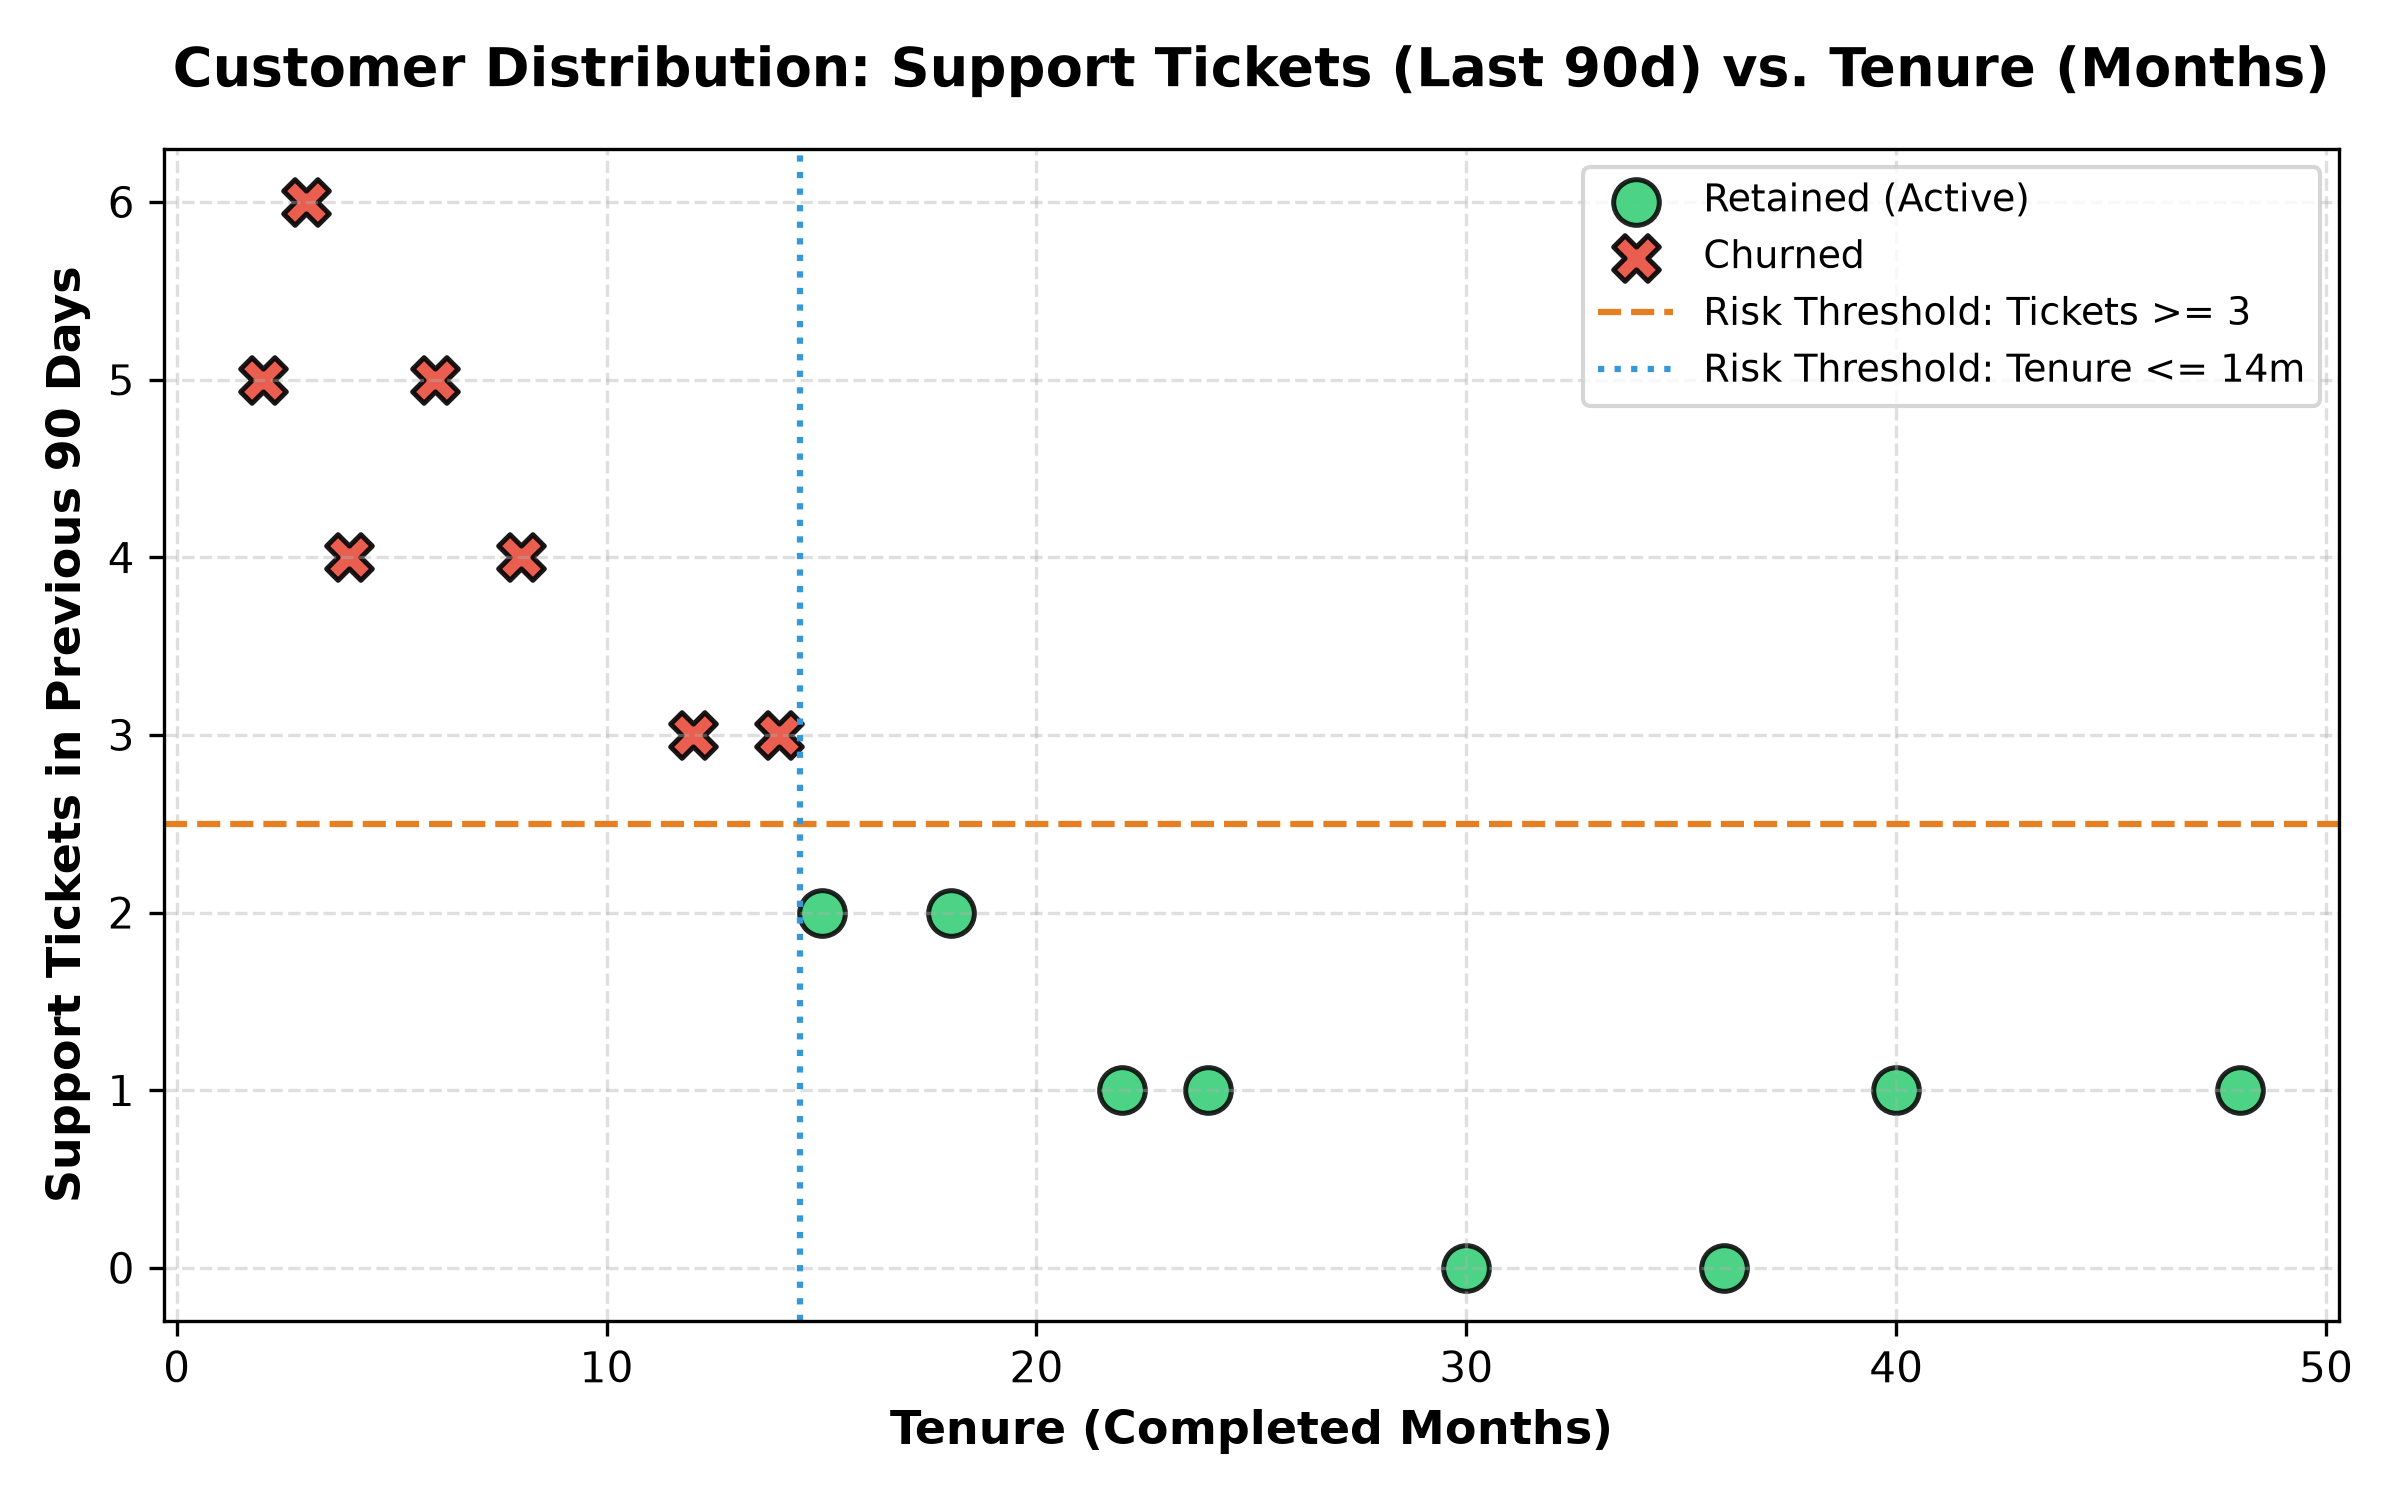 Customer Distribution: Support Tickets (Last 90d) vs. Tenure (Months)
Retained (Active)
Churned
Risk Threshold: Tickets >= 3
Risk Threshold: Tenure <= 14m
Support Tickets in Previous 90 Days
6
5
4
3
2
1
0
0 10 20 30 40 50
Tenure (Completed Months)